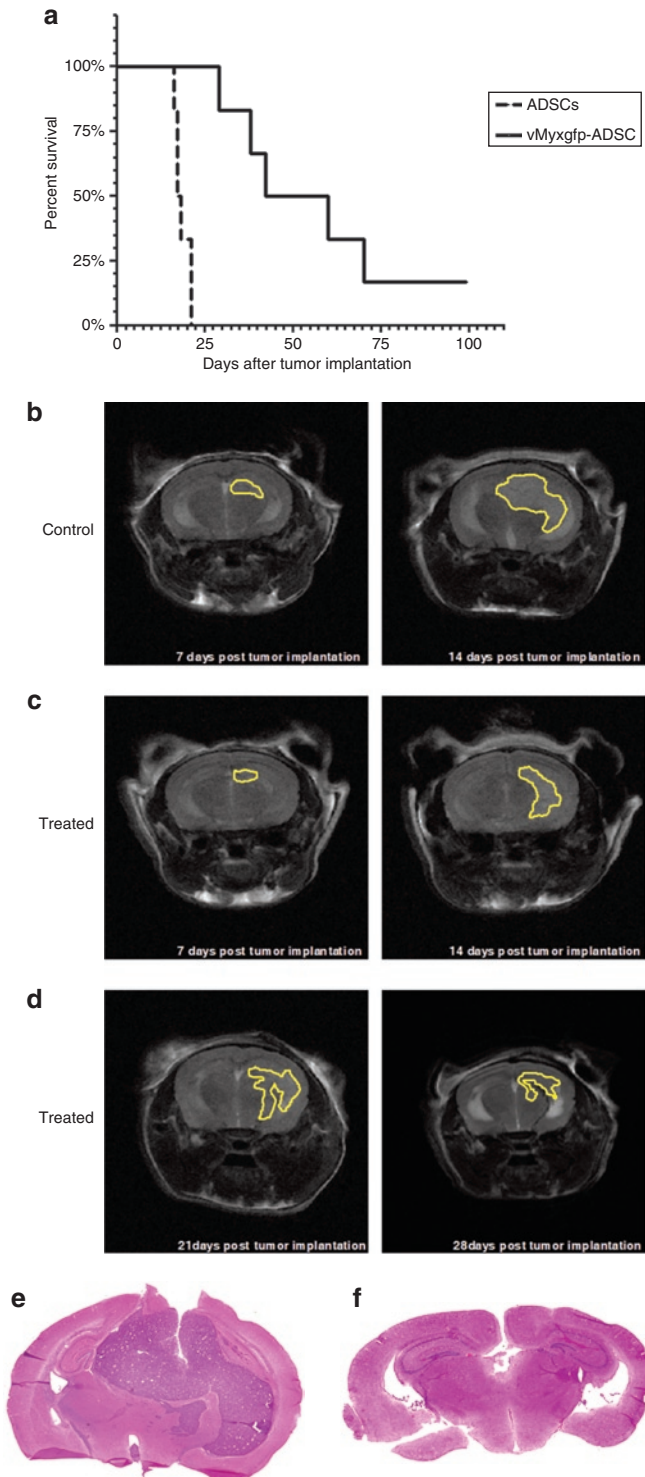 a
100%
75%
50%
25%
0%
Percent survival
0 25 50 75 100
Days after tumor implantation
ADSCs
vMyxgfp-ADSC
b
Control
7 days post tumor implantation
14 days post tumor implantation
c
Treated
7 days post tumor implantation
14 days post tumor implantation
d
Treated
21days post tumor implantation
28days post tumor implantation
e
f